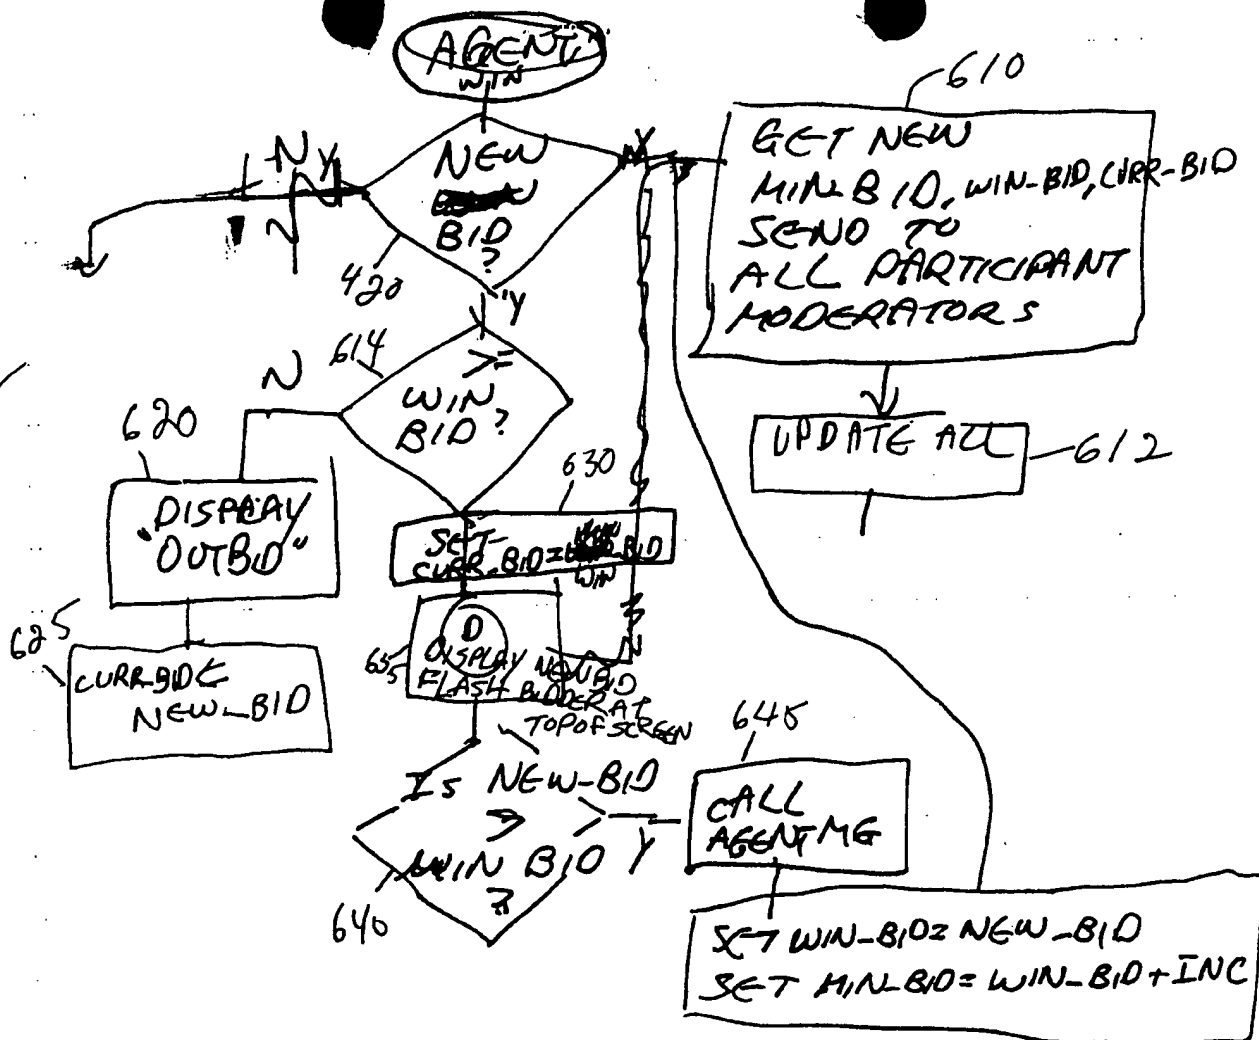 AGENT
WIN
610
GET NEW
MIN-BID, WIN-BID, CURR-BID
SEND TO
ALL PARTICIPANT
MODERATORS
N Y
N
NEW
BID
?
420
Y
614
N
>=
WIN
BID?
UPDATE ALL
612
620
"DISPLAY
OUTBID"
630
SET
CURR-BID=
BID
WIN
625
CURR-BID<
NEW-BID
635
D
DISPLAY
FLASH
NEW BID
BIDDER AT
TOP OF SCREEN
IS NEW-BID
>
WIN BID
?
Y
640
645
CALL
AGENT MG
SET WIN-BID= NEW-BID
SET MIN-BID= WIN-BID+INC